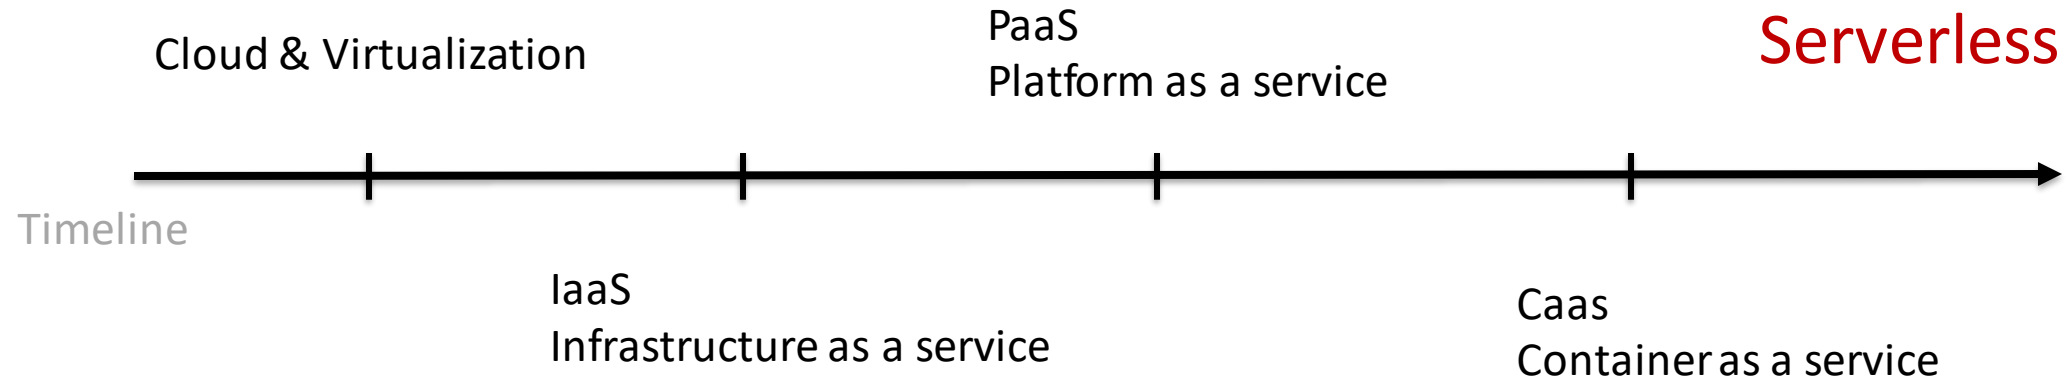 Cloud & Virtualization
PaaS
Platform as a service
Serverless
Timeline
IaaS
Infrastructure as a service
Caas
Container as a service